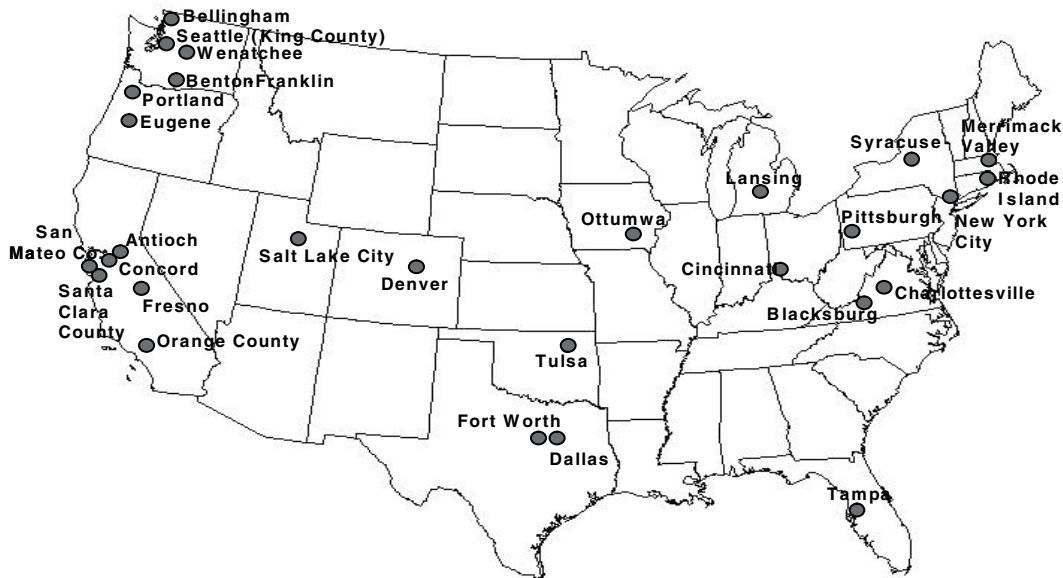 Bellingham
Seattle (King County)
Wenatchee
Benton-Franklin
Portland
Eugene
San
Mateo Co.
Antioch
Concord
Santa
Clara
County
Fresno
Orange County
Salt Lake City
Denver
Tulsa
Fort Worth
Dallas
Ottumwa
Lansing
Cincinnati
Syracuse
Merrimack
Valley
Rhode
Island
New York
City
Pittsburgh
Charlottesville
Blacksburg
Tampa